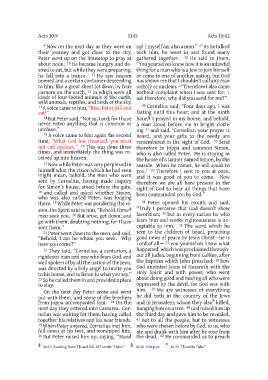 Acts 10:9
1145
Acts 10:42
9 Now on the next day as they were on
their journey and got close to the city
Peter went up on the housetop to pray at
about noon. 10 He became hungry and de-
sired to eat, but while they were preparing,
he fell into a trance. 11 He saw heaven
opened and a certain container descending
to him, like a great sheet let down by four
corners on the earth, 12 in which were all
kinds of four-footed animals of the earth,
wild animals, reptiles, and birds of the sky.
13 A voice came to him, "Rise, Peter, kill and
eat!"
14 But Peter said, "Not so, Lord; for I have
never eaten anything that is common or
unclean."
15 A voice came to him again the second
time, "What God has cleansed, you must
not call unclean." 16 This was done three
times, and immediately the thing was re-
ceived up into heaven.
17 Now while Peter was very perplexed in
himself what the vision which he had seen
might mean, behold, the men who were
sent by Cornelius, having made inquiry
for Simon's house, stood before the gate,
18 and called and asked whether Simon,
who was also called Peter, was lodging
there. 19 While Peter was pondering the vi-
sion, the Spirit said to him, "Behold three
men seek you. 20 But arise, get down, and
go with them, doubting nothing; for I have
sent them."
21 Peter went down to the men, and said,
"Behold, I am he whom you seek. Why
have you come?"
22 They said, "Cornelius, a centurion, a
righteous man and one who fears God, and
well spoken of by all the nation of the Jews,
was directed by a holy angel to invite you
to his house, and to listen to what you say."
23 So he called them in and provided a place
to stay.
On the next day Peter arose and went
out with them, and some of the brothers
from Joppa accompanied him. 24 On the
next day they entered into Caesarea. Cor-
nelius was waiting for them, having called
together his relatives and his near friends.
25 When Peter entered, Cornelius met him,
fell down at his feet, and worshiped him.
26 But Peter raised him up, saying, "Stand
up! I myself am also a man." 27 As he talked
with him, he went in and found many
gathered together. 28 He said to them,
"You yourselves know how it is an unlawful
thing for a man who is a Jew to join himself
or come to one of another nation, but God
has shown me that I shouldn't call any man
unholy or unclean. 29 Therefore I also came
without complaint when I was sent for. I
ask therefore, why did you send for me?"
30 Cornelius said, "Four days ago, I was
fasting until this hour; and at the ninth
hour, I prayed in my house, and behold,
a man stood before me in bright cloth-
ing 31 and said, 'Cornelius, your prayer is
heard, and your gifts to the needy are
remembered in the sight of God. 32 Send
therefore to Joppa and summon Simon,
who is also called Peter. He is staying in
the house of a tanner named Simon, by the
seaside. When he comes, he will speak to
you.' 33 Therefore I sent to you at once,
and it was good of you to come. Now
therefore we are all here present in the
sight of God to hear all things that have
been commanded you by God."
34 Peter opened his mouth and said,
"Truly I perceive that God doesn't show
favoritism; 35 but in every nation he who
fears him and works righteousness is ac-
ceptable to him. 36 The word which he
sent to the children of Israel, preaching
good news of peace by Jesus Christ—he is
Lord of all— 37 you yourselves know what
happened, which was proclaimed through-
out all Judea, beginning from Galilee, after
the baptism which John preached; 38 how
God anointed Jesus of Nazareth with the
Holy Spirit and with power, who went
about doing good and healing all who were
oppressed by the devil, for God was with
him. 39 We are witnesses of everything
he did both in the country of the Jews
and in Jerusalem; whom they also killed,
hanging him on a tree. 40 God raised him up
the third day and gave him to be revealed,
41 not to all the people, but to witnesses
who were chosen before by God, to us, who
ate and drank with him after he rose from
the dead. 42 He commanded us to preach